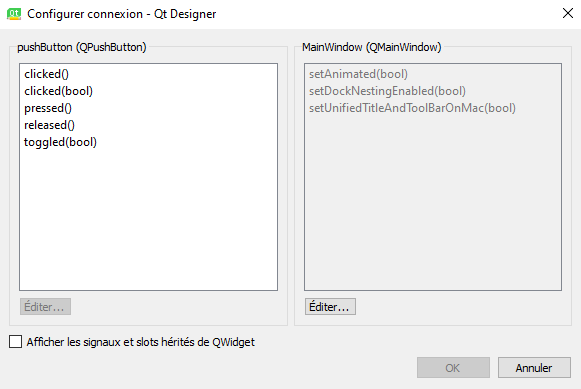 Qt Configurer connexion - Qt Designer
pushButton (QPushButton)
clicked()
clicked(bool)
pressed()
released()
toggled(bool)
Éditer...
MainWindow (QMainWindow)
setAnimated(bool)
setDockNestingEnabled(bool)
setUnifiedTitleAndToolBarOnMac(bool)
Éditer...
Afficher les signaux et slots hérités de QWidget
OK
Annuler